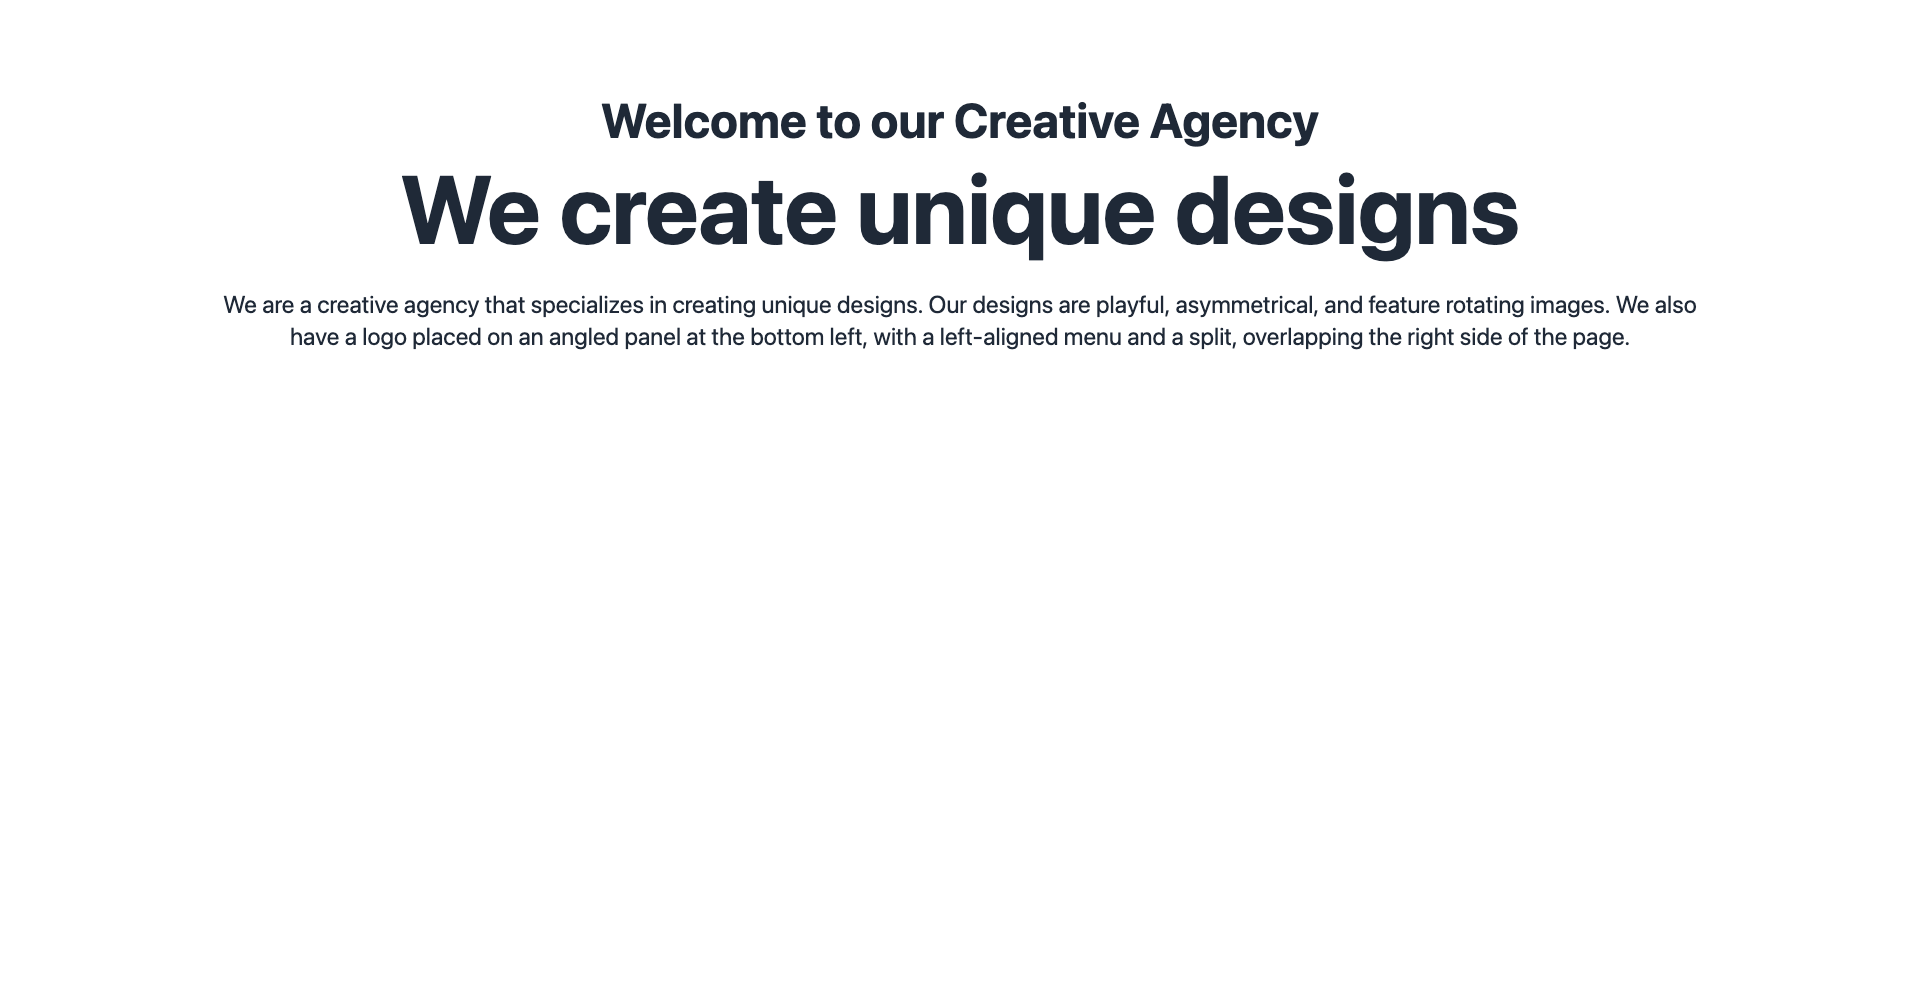 Welcome to our Creative Agency
We create unique designs
We are a creative agency that specializes in creating unique designs. Our designs are playful, asymmetrical, and feature rotating images. We also
have a logo placed on an angled panel at the bottom left, with a left-aligned menu and a split, overlapping the right side of the page.